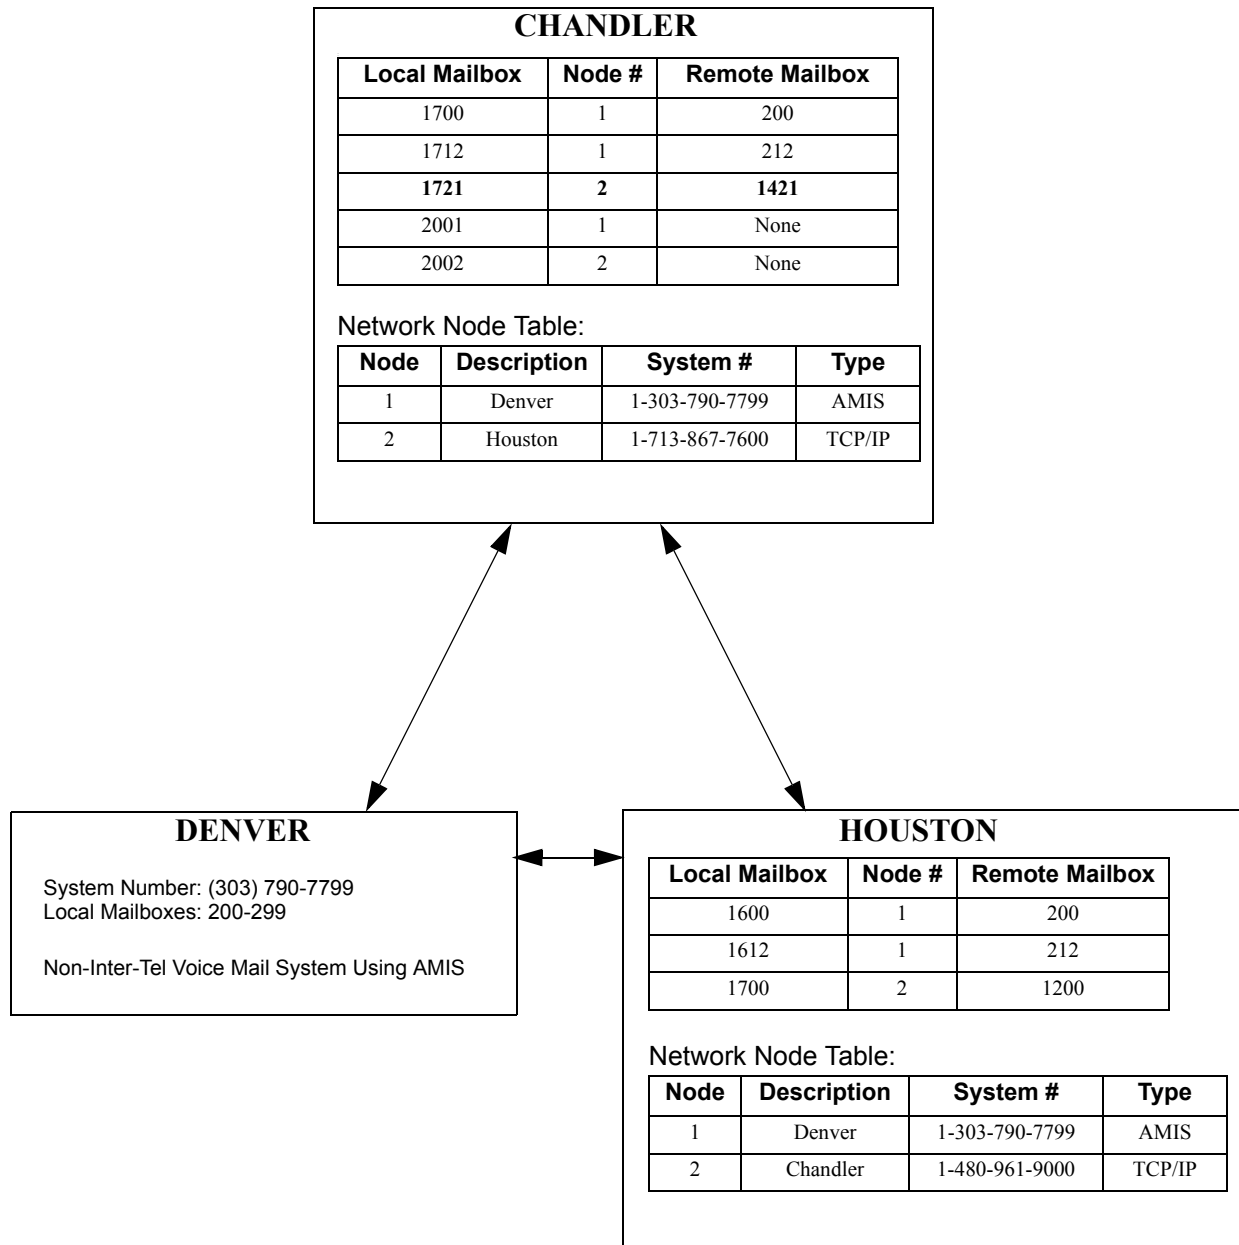 CHANDLER
Local Mailbox Node # Remote Mailbox
1700 1 200
1712 1 212
1721 2 1421
2001 1 None
2002 2 None
Network Node Table:
Node Description System # Type
1 Denver 1-303-790-7799 AMIS
2 Houston 1-713-867-7600 TCP/IP
DENVER
System Number: (303) 790-7799
Local Mailboxes: 200-299
Non-Inter-Tel Voice Mail System Using AMIS
HOUSTON
Local Mailbox Node # Remote Mailbox
1600 1 200
1612 1 212
1700 2 1200
Network Node Table:
Node Description System # Type
1 Denver 1-303-790-7799 AMIS
2 Chandler 1-480-961-9000 TCP/IP